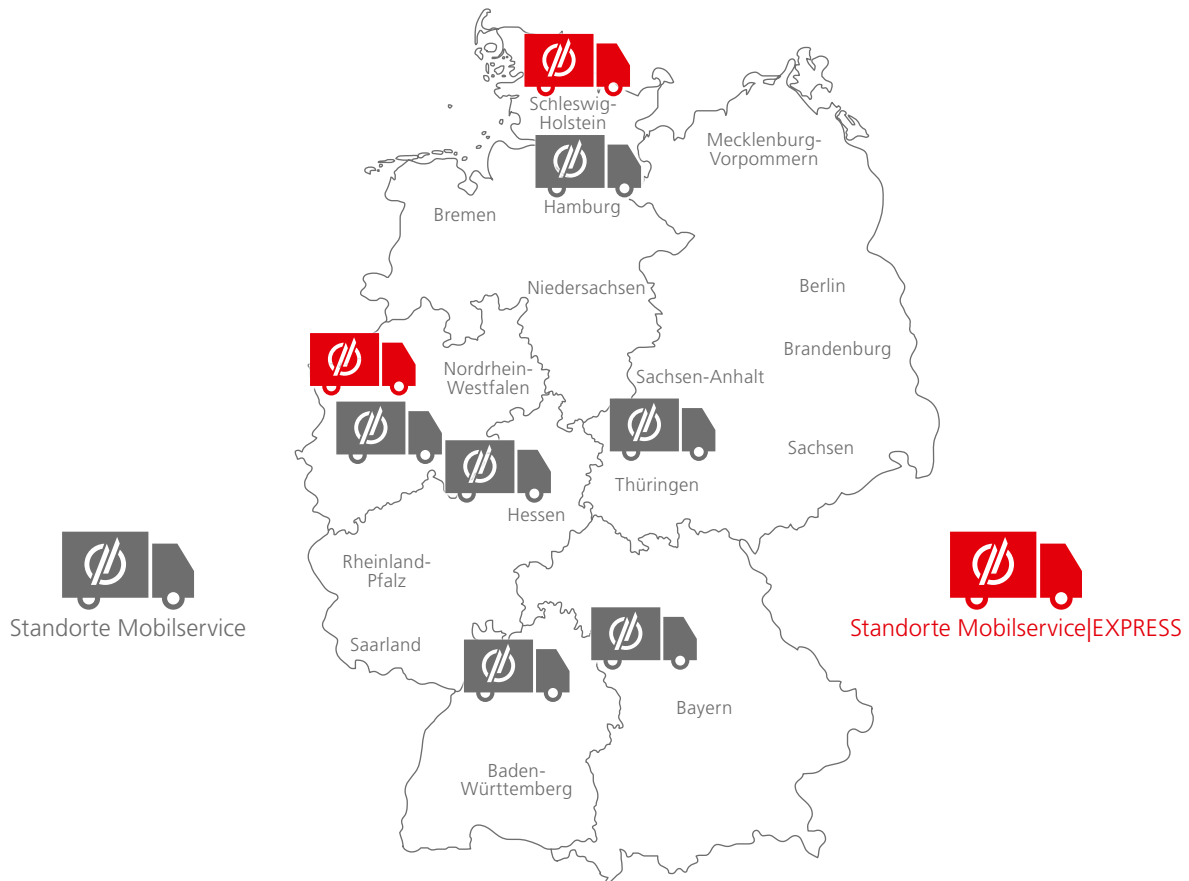 Schleswig-
Holstein
Mecklenburg-
Vorpommern
Hamburg
Bremen
Niedersachsen
Berlin
Brandenburg
Nordrhein-
Westfalen
Sachsen-Anhalt
Sachsen
Thüringen
Hessen
Rheinland-
Pfalz
Standorte Mobilservice
Standorte Mobilservice|EXPRESS
Saarland
Bayern
Baden-
Württemberg